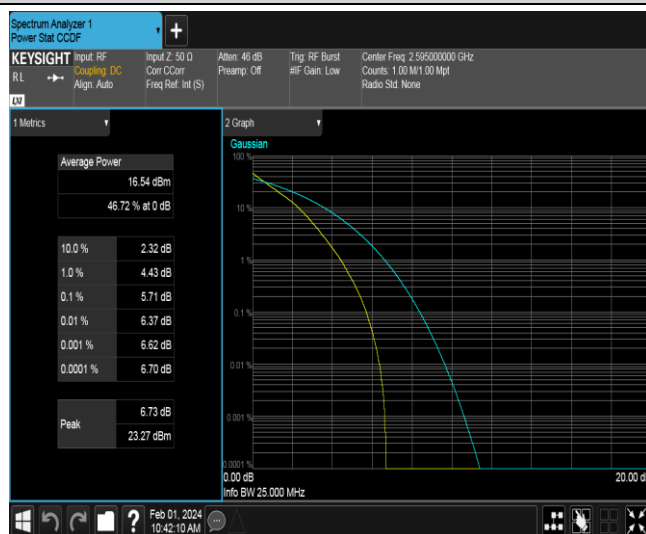 Spectrum Analyzer 1
Power Stat CCDF
+
KEYSIGHT
RL
LXI
Input: RF
Coupling: DC
Align: Auto
Input Z: 50 Ω
Corr CCorr
Freq Ref: Int (S)
Atten: 46 dB
Preamp: Off
Trig: RF Burst
#IF Gain: Low
Center Freq: 2.595000000 GHz
Counts: 1.00 M/1.00 Mpt
Radio Std: None
1 Metrics
Average Power
16.54 dBm
46.72 % at 0 dB
10.0 % 2.32 dB
1.0 % 4.43 dB
0.1 % 5.71 dB
0.01 % 6.37 dB
0.001 % 6.62 dB
0.0001 % 6.70 dB
Peak
6.73 dB
23.27 dBm
2 Graph
Gaussian
100 %
10 %
1 %
0.1 %
0.01 %
0.001 %
0.0001 %
0.00 dB
20.00 d
Info BW 25.000 MHz
?
Feb 01, 2024
10:42:10 AM